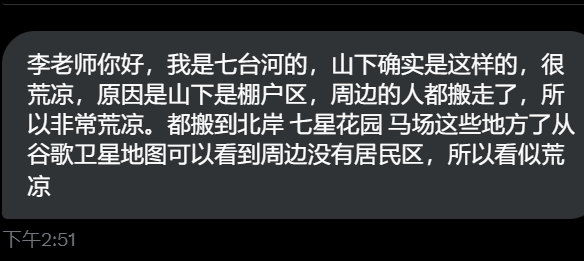 李老师你好，我是七台河的，山下确实是这样的，很
荒凉，原因是山下是棚户区，周边的人都搬走了，所
以非常荒凉。都搬到北岸 七星花园 马场这些地方了从
谷歌卫星地图可以看到周边没有居民区，所以看似荒
凉
下午2:51